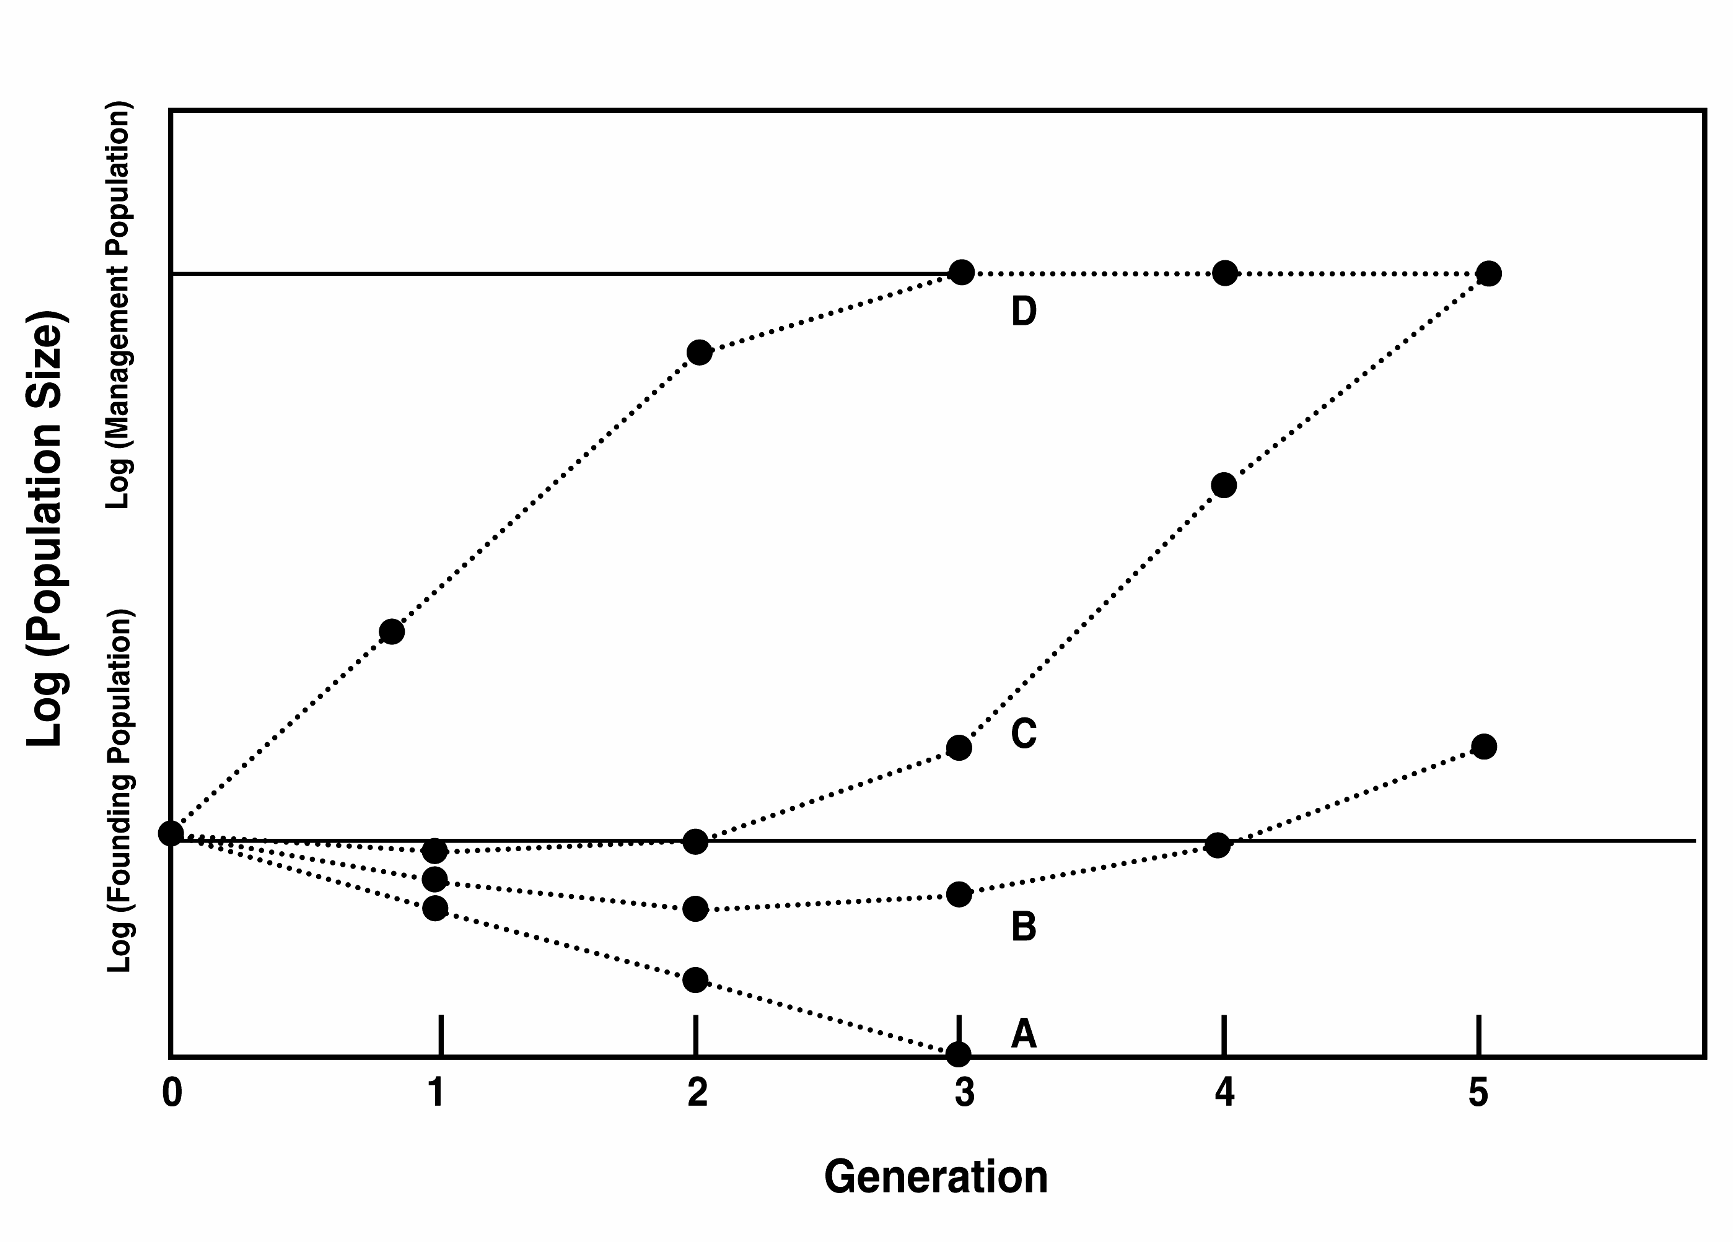 Log (Population Size)
Log (Management Population)
Log (Founding Population)
D
C
B
A
0 1 2 3 4 5
Generation